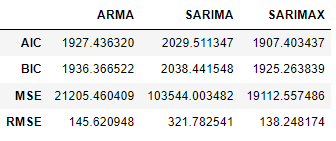 ARMA SARIMA SARIMAX
AIC 1927.436320 2029.511347 1907.403437
BIC 1936.366522 2038.441548 1925.263839
MSE 21205.460409 103544.003482 19112.557486
RMSE 145.620948 321.782541 138.248174